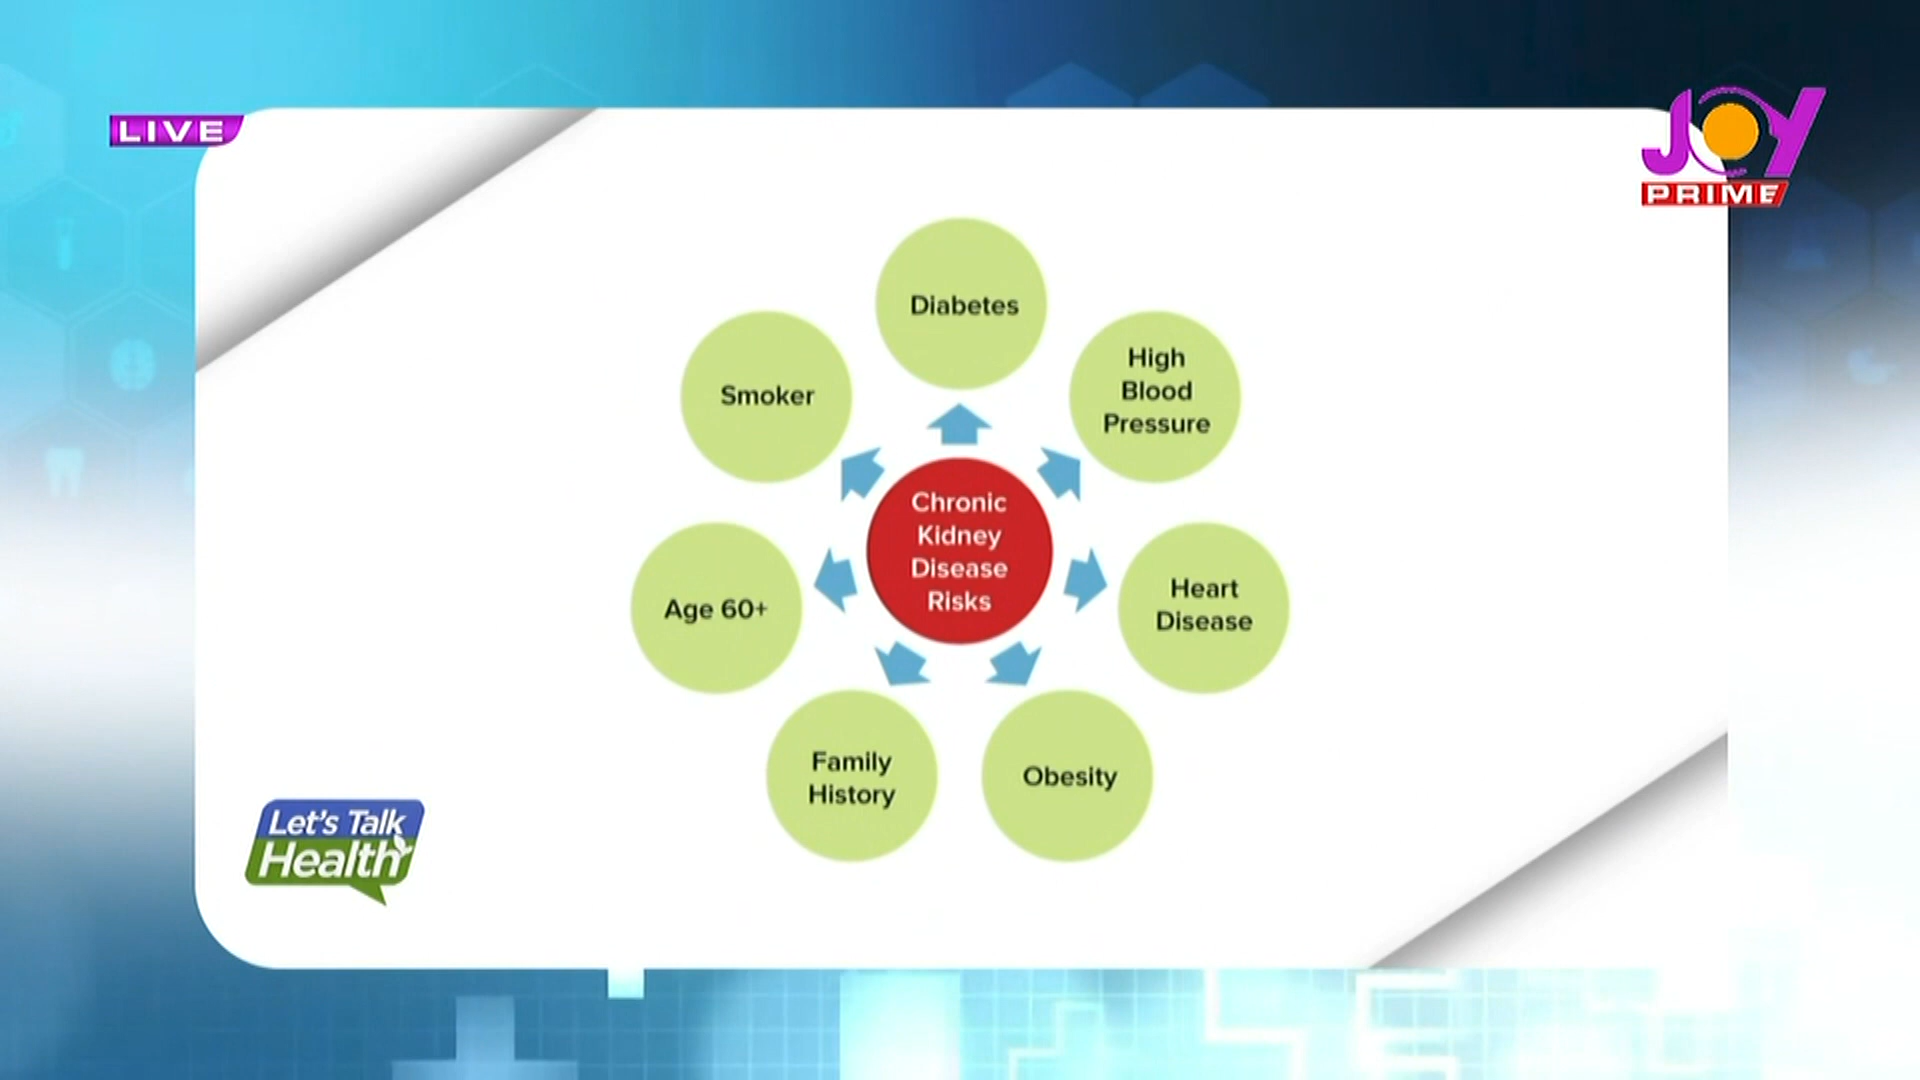 LIVE
JOY
PRIME
Diabetes
High
Blood
Pressure
Smoker
Chronic
Kidney
Disease
Risks
Heart
Disease
Age 60+
Family
History
Obesity
Let's Talk
Health